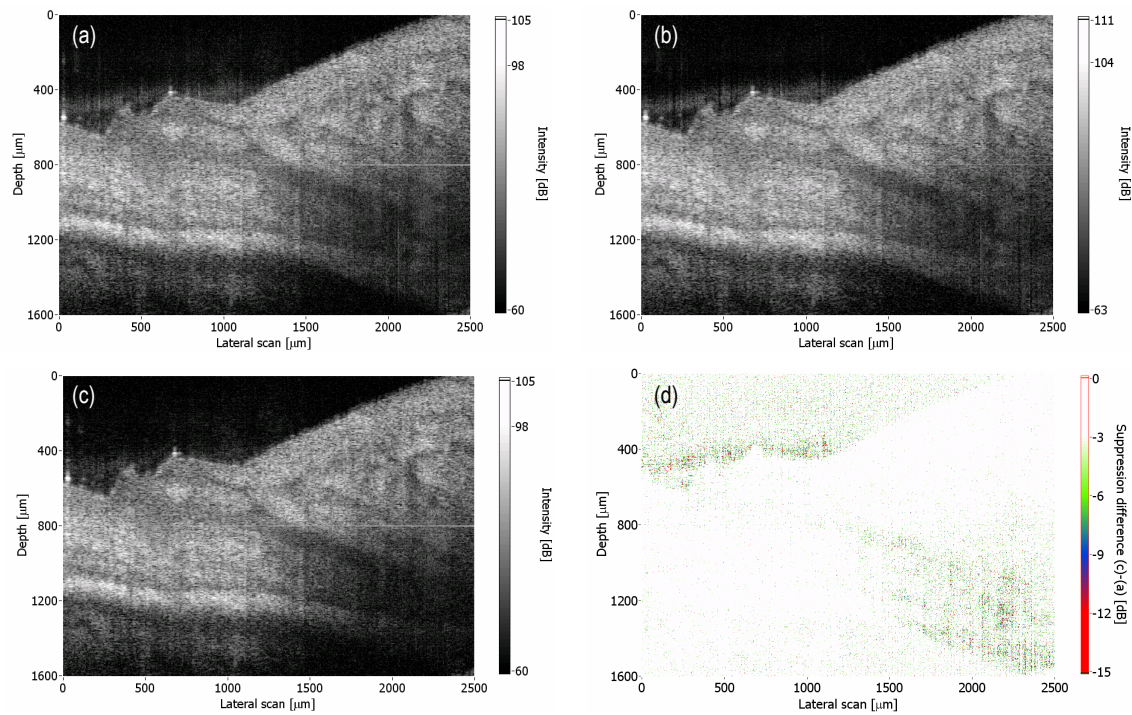 (a)
0
400
800
1200
1600
Depth [µm]
0 500 1000 1500 2000 2500
Lateral scan [µm]
105
98
60
Intensity [dB]
(b)
0
400
800
1200
1600
Depth [µm]
0 500 1000 1500 2000 2500
Lateral scan [µm]
111
104
63
Intensity [dB]
(c)
0
400
800
1200
1600
Depth [µm]
0 500 1000 1500 2000 2500
Lateral scan [µm]
105
98
60
Intensity [dB]
(d)
0
400
800
1200
1600
Depth [µm]
0 500 1000 1500 2000 2500
Lateral scan [µm]
0
-3
-6
-9
-12
-15
Suppression difference (c)-(a) [dB]